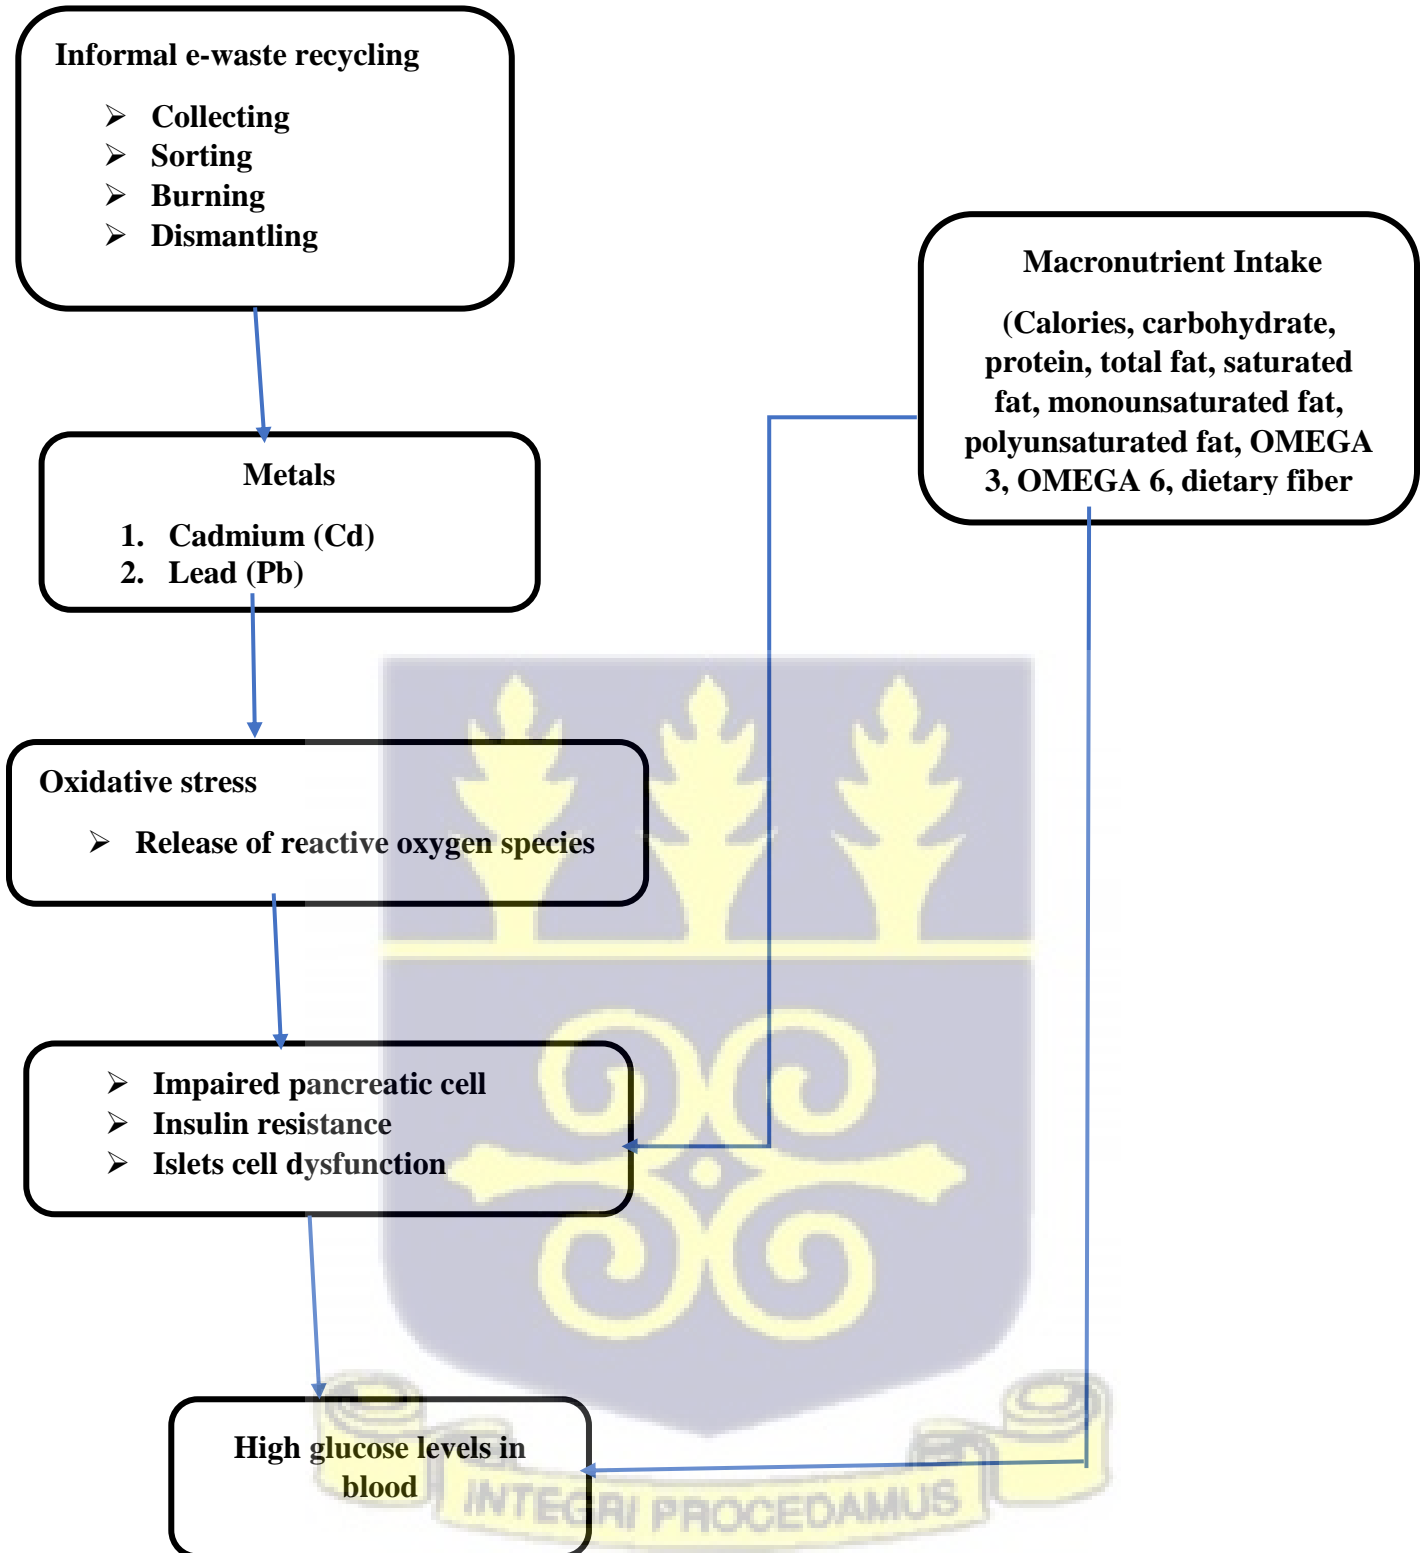 Informal e-waste recycling
➢ Collecting
➢ Sorting
➢ Burning
➢ Dismantling
Macronutrient Intake
(Calories, carbohydrate,
protein, total fat, saturated
fat, monounsaturated fat,
polyunsaturated fat, OMEGA
3, OMEGA 6, dietary fiber
Metals
1. Cadmium (Cd)
2. Lead (Pb)
Oxidative stress
➢ Release of reactive oxygen species
➢ Impaired pancreatic cell
➢ Insulin resistance
➢ Islets cell dysfunction
High glucose levels in
blood
INTEGRI PROCEDAMUS